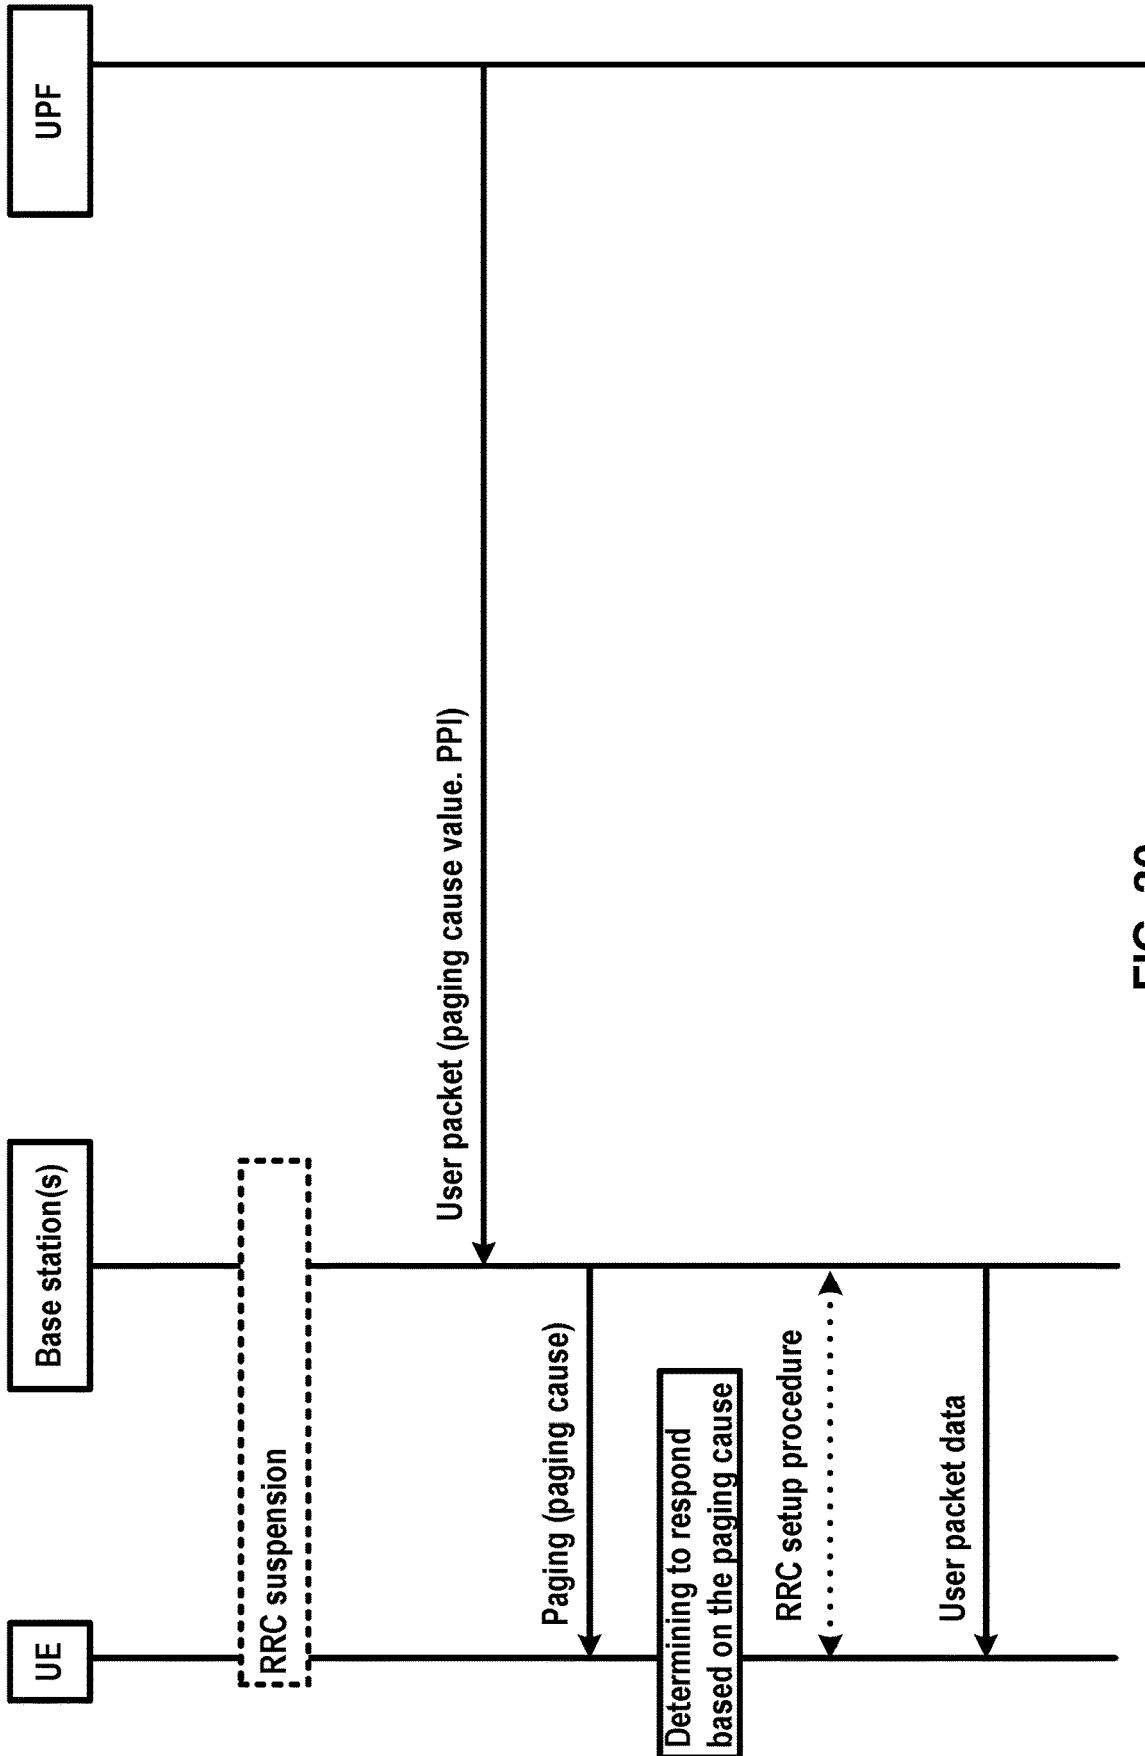 UE
Base station(s)
UPF
RRC suspension
User packet (paging cause value. PPI)
Paging (paging cause)
Determining to respond
based on the paging cause
RRC setup procedure
User packet data
FIG.